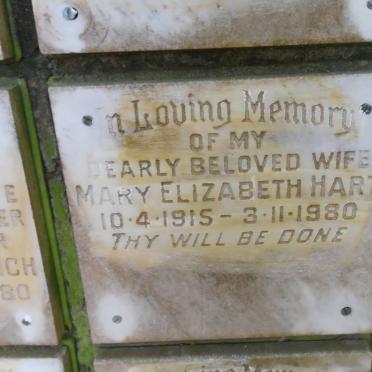 In Loving Memory
OF MY
DEARLY BELOVED WIFE
MARY ELIZABETH HART
10·4·1915 – 3·11·1980
THY WILL BE DONE